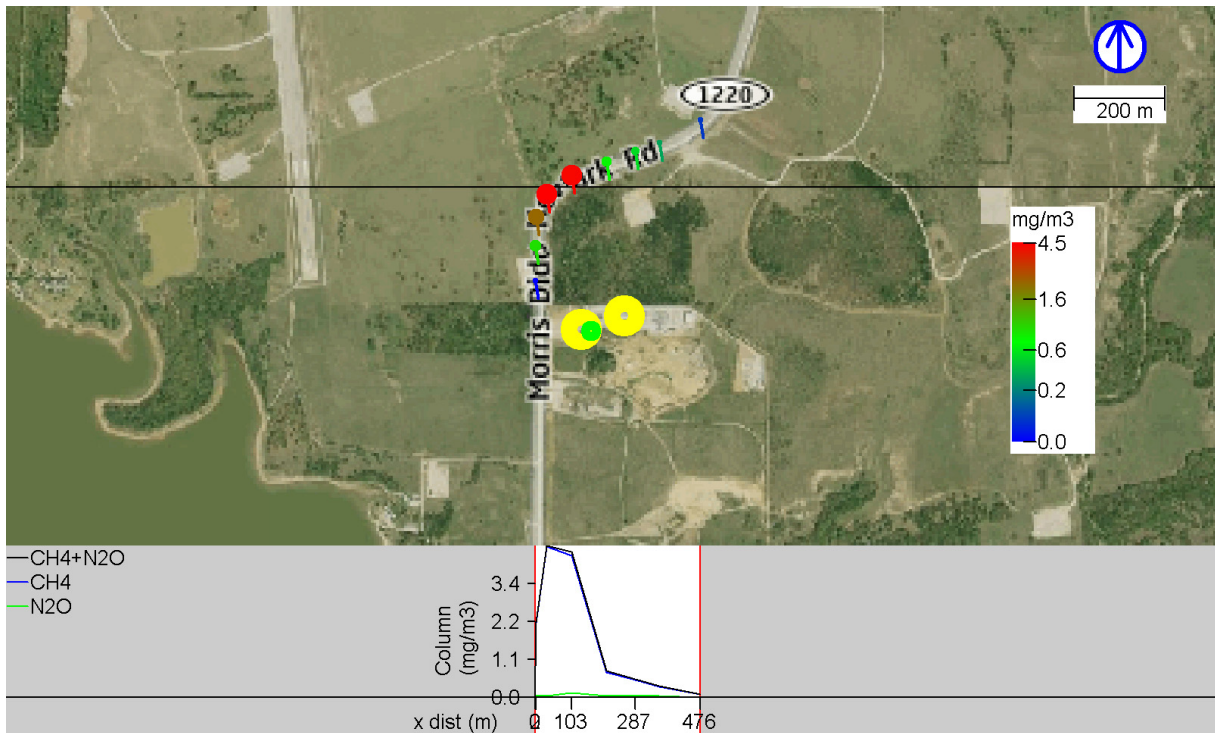 1220
200 m
Morris Dido
Park Rd
mg/m3
4.5
1.6
0.6
0.2
0.0
CH4+N2O
CH4
N2O
Column
(mg/m3)
3.4
2.2
1.1
0.0
x dist (m)
103
287
476